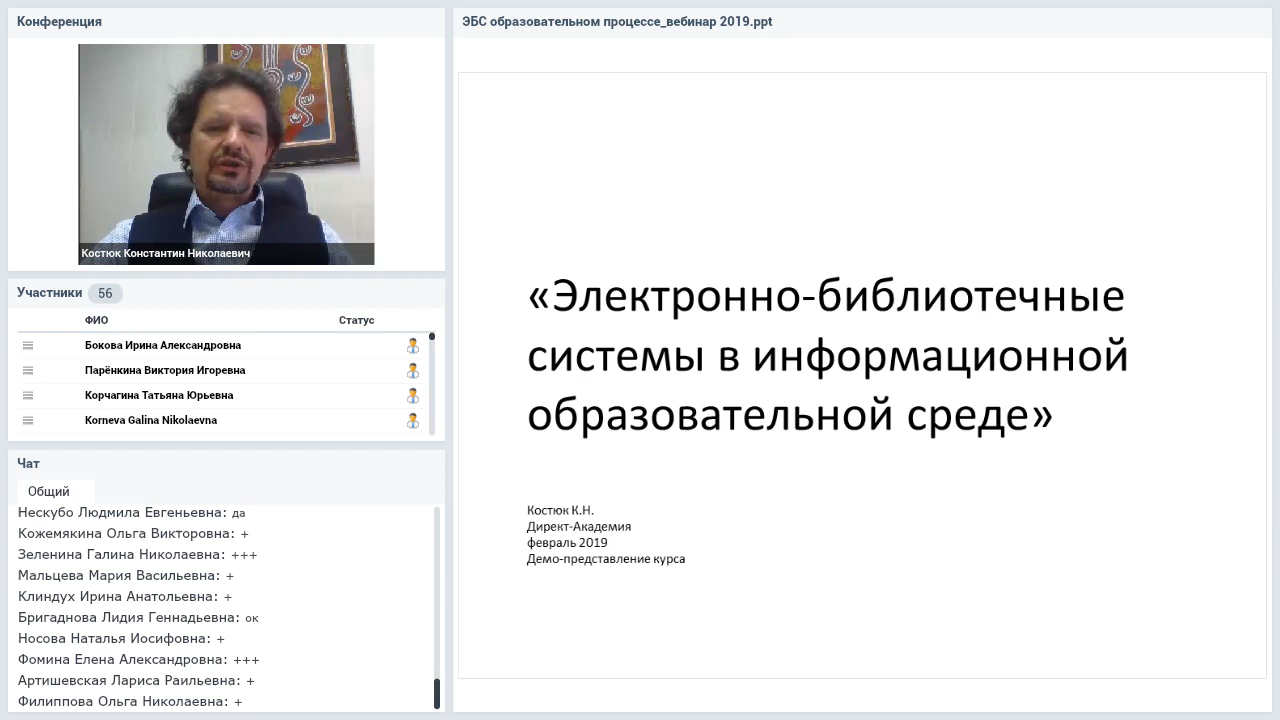 Конференция
Костюк Константин Николаевич
Участники 56
ФИО Статус
Бокова Ирина Александровна
Парёнкина Виктория Игоревна
Корчагина Татьяна Юрьевна
Korneva Galina Nikolaevna
Чат
Общий
Нескубо Людмила Евгеньевна: да
Кожемякина Ольга Викторовна: +
Зеленина Галина Николаевна: +++
Мальцева Мария Васильевна: +
Клиндух Ирина Анатольевна: +
Бригаднова Лидия Геннадьевна: ок
Носова Наталья Иосифовна: +
Фомина Елена Александровна: +++
Артишевская Лариса Раильевна: +
Филиппова Ольга Николаевна: +
ЭБС образовательном процессе_вебинар 2019.ppt
«Электронно-библиотечные
системы в информационной
образовательной среде»
Костюк К.Н.
Директ-Академия
февраль 2019
Демо-представление курса